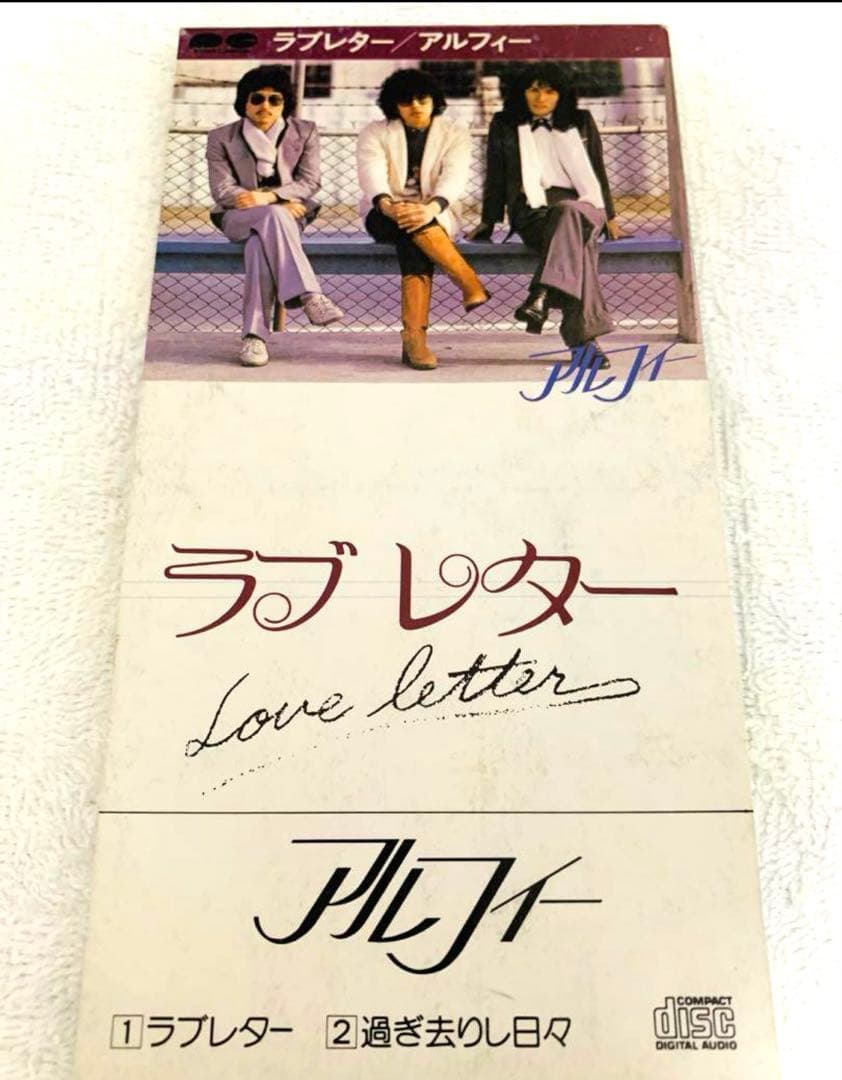 ラブレター／アルフィー
アルフィー
ラブレター
Love letter
アルフィー
1 ラブレター 2 過ぎ去りし日々
COMPACT
disc
DIGITAL AUDIO